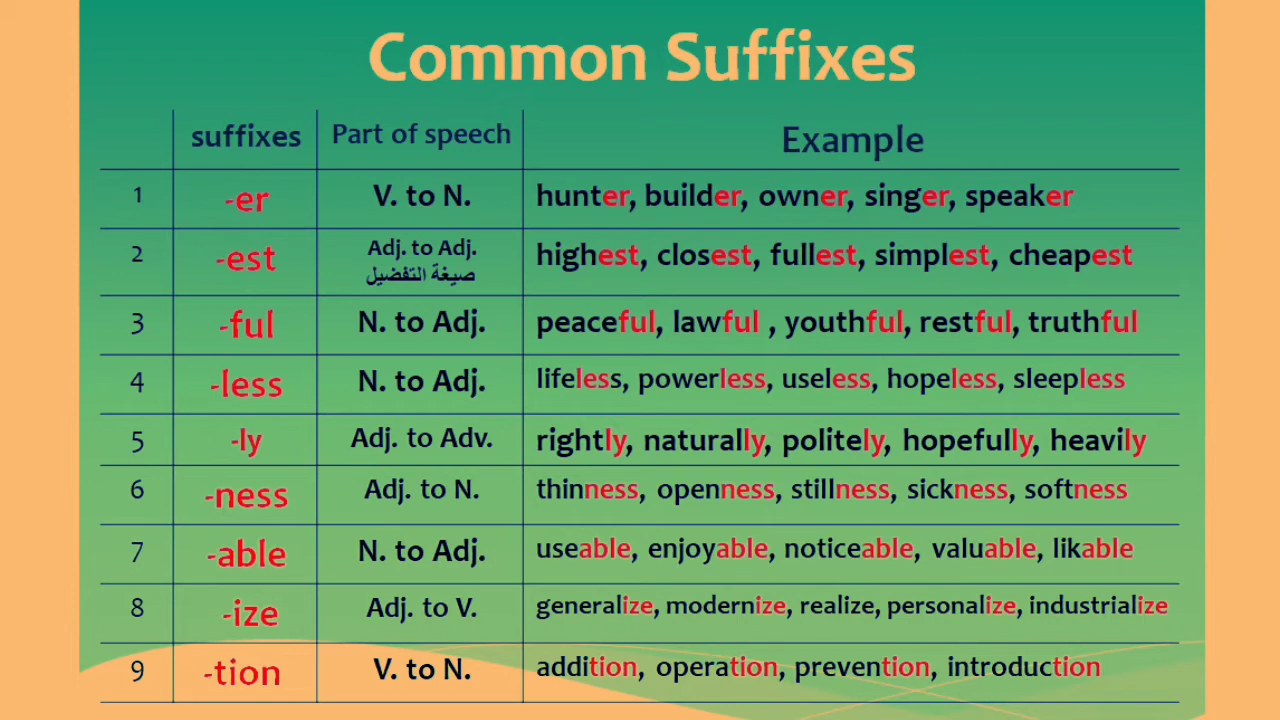 Common Suffixes
suffixes Part of speech Example
1 -er V. to N. hunter, builder, owner, singer, speaker
2 -est Adj. to Adj. highest, closest, fullest, simplest, cheapest
صيغة التفضيل
3 -ful N. to Adj. peaceful, lawful , youthful, restful, truthful
4 -less N. to Adj. lifeless, powerless, useless, hopeless, sleepless
5 -ly Adj. to Adv. rightly, naturally, politely, hopefully, heavily
6 -ness Adj. to N. thinness, openness, stillness, sickness, softness
7 -able N. to Adj. useable, enjoyable, noticeable, valuable, likable
8 -ize Adj. to V. generalize, modernize, realize, personalize, industrialize
9 -tion V. to N. addition, operation, prevention, introduction